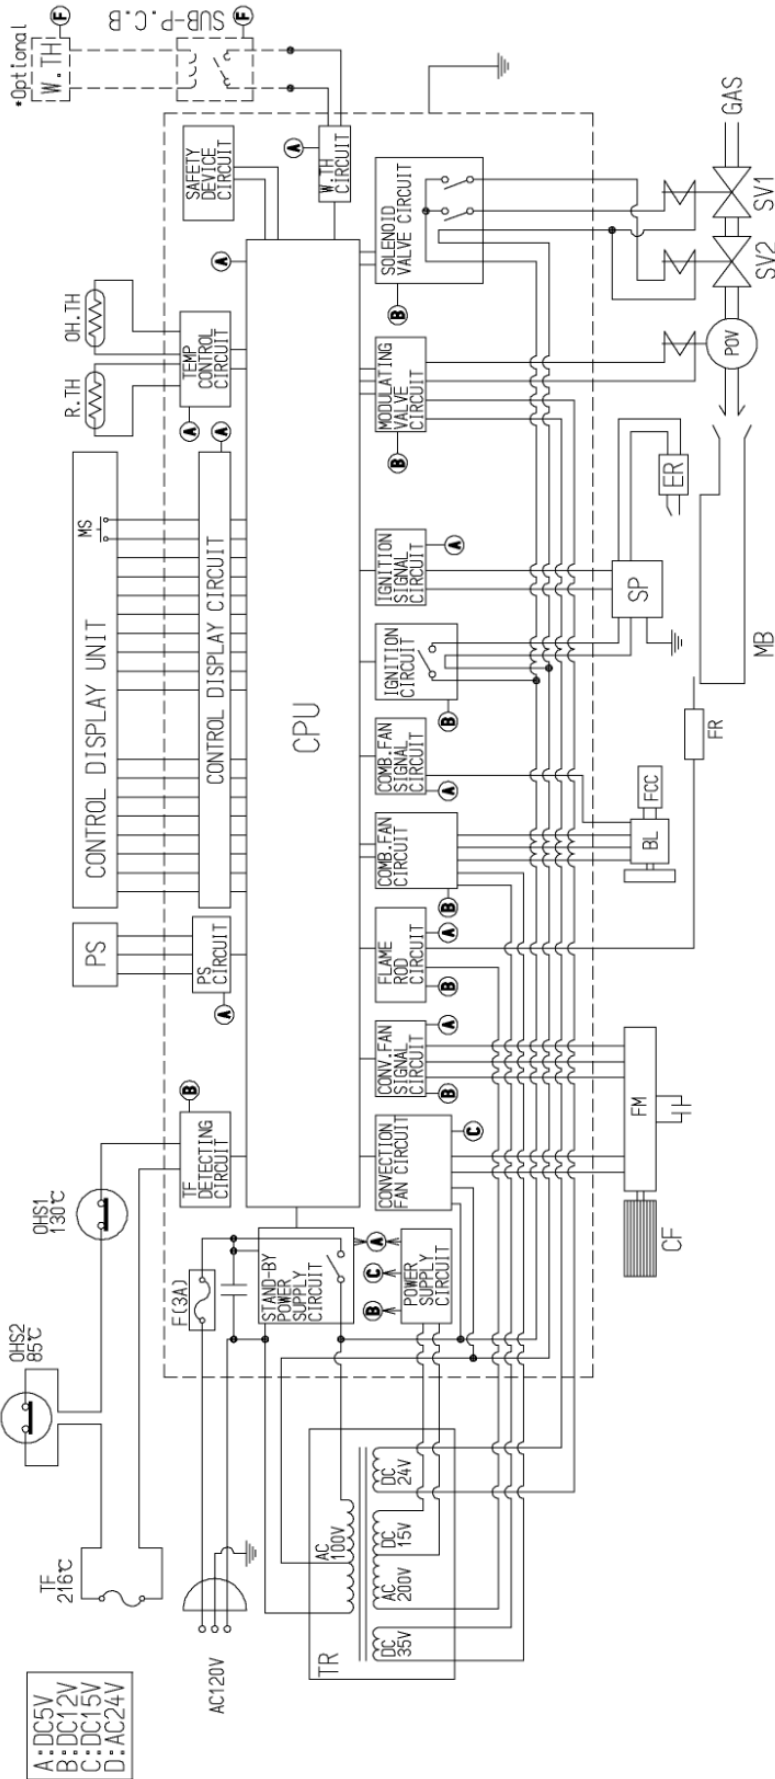 A:DC5V
B:DC12V
C:DC15V
D:AC24V
TF
216℃
OHS2
85℃
OHS1
130℃
AC120V
F(3A)
TR
AC
100V
DC
35V
AC
200V
DC
15V
DC
24V
STAND-BY
POWER
SUPPLY
CIRCUIT
POWER
SUPPLY
CIRCUIT
A
C
B
TF
DETECTING
CIRCUIT
B
PS
PS
CIRCUIT
A
CONTROL DISPLAY UNIT
MS
CONTROL DISPLAY CIRCUIT
A
R.TH
OH.TH
TEMP
CONTROL
CIRCUIT
A
A
SAFETY
DEVICE
CIRCUIT
*Optional
W.TH
F
SUB-P.C.B
F
A
W.TH
CIRCUIT
CPU
CONVECTION
FAN CIRCUIT
C
CONV.FAN
SIGNAL
CIRCUIT
B
A
FLAME
ROD
CIRCUIT
B
A
COMB.FAN
CIRCUIT
B
COMB.FAN
SIGNAL
CIRCUIT
A
IGNITION
CIRCUIT
B
IGNITION
SIGNAL
CIRCUIT
A
MODULATING
VALVE
CIRCUIT
B
SOLENOID
VALVE CIRCUIT
B
CF
FM
BL
FCC
FR
SP
ER
MB
POV
SV2
SV1
GAS